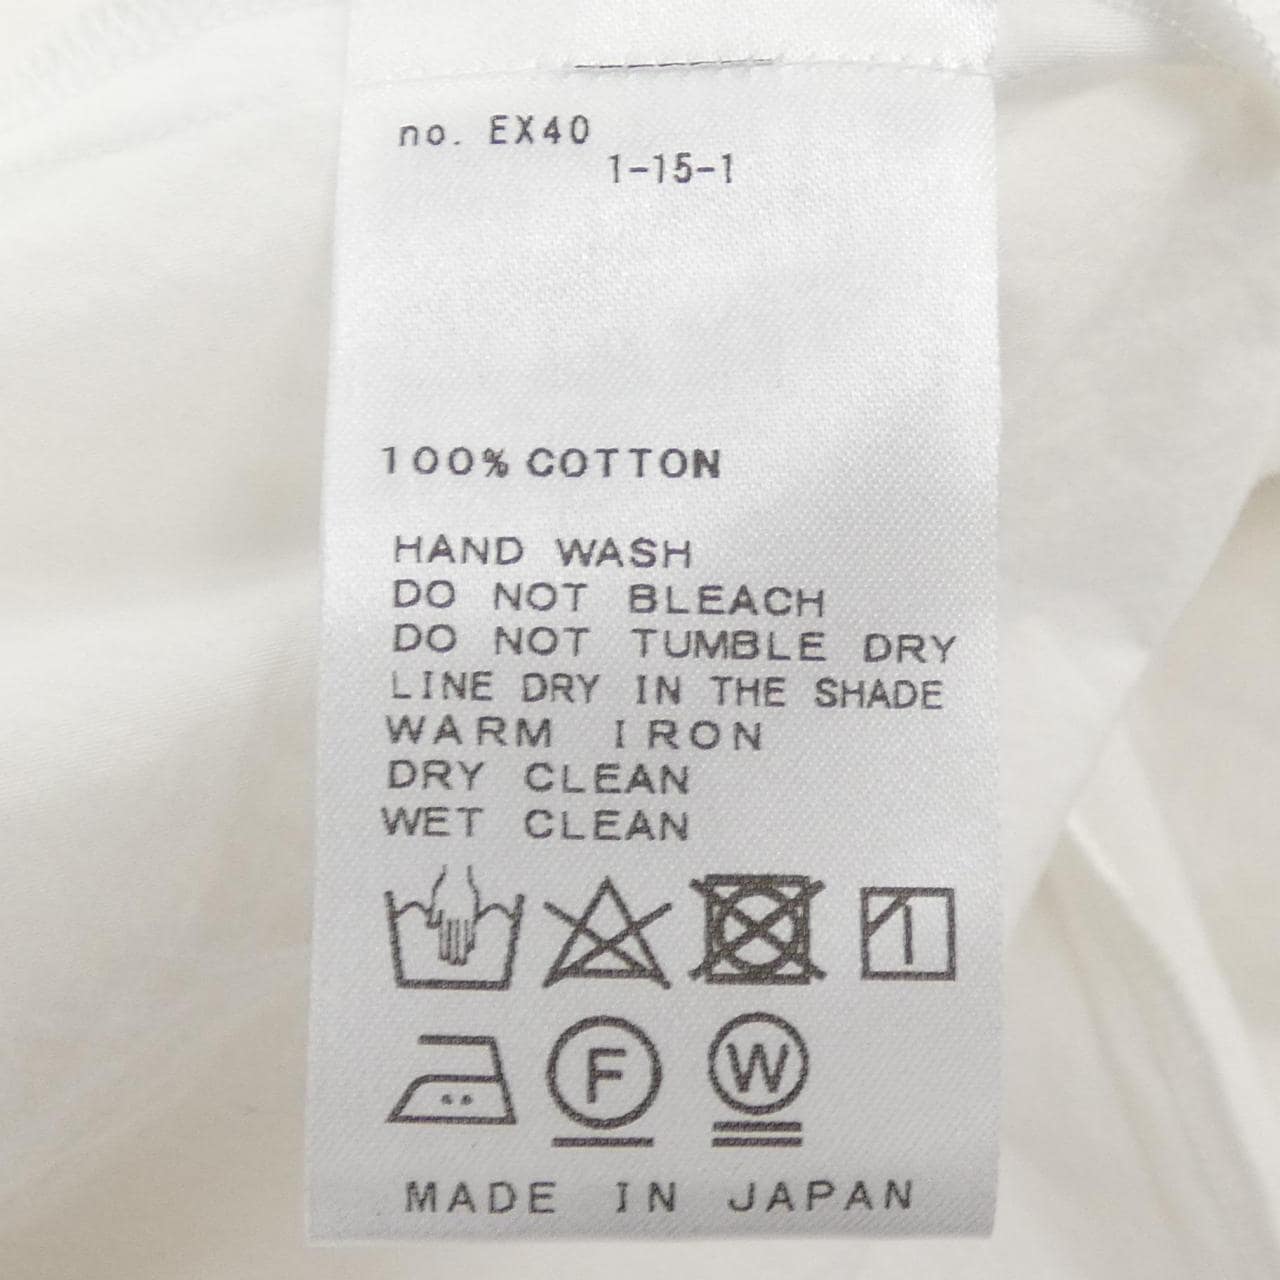 no. EX40
1-15-1
100% COTTON
HAND WASH
DO NOT BLEACH
DO NOT TUMBLE DRY
LINE DRY IN THE SHADE
WARM IRON
DRY CLEAN
WET CLEAN
F W
MADE IN JAPAN